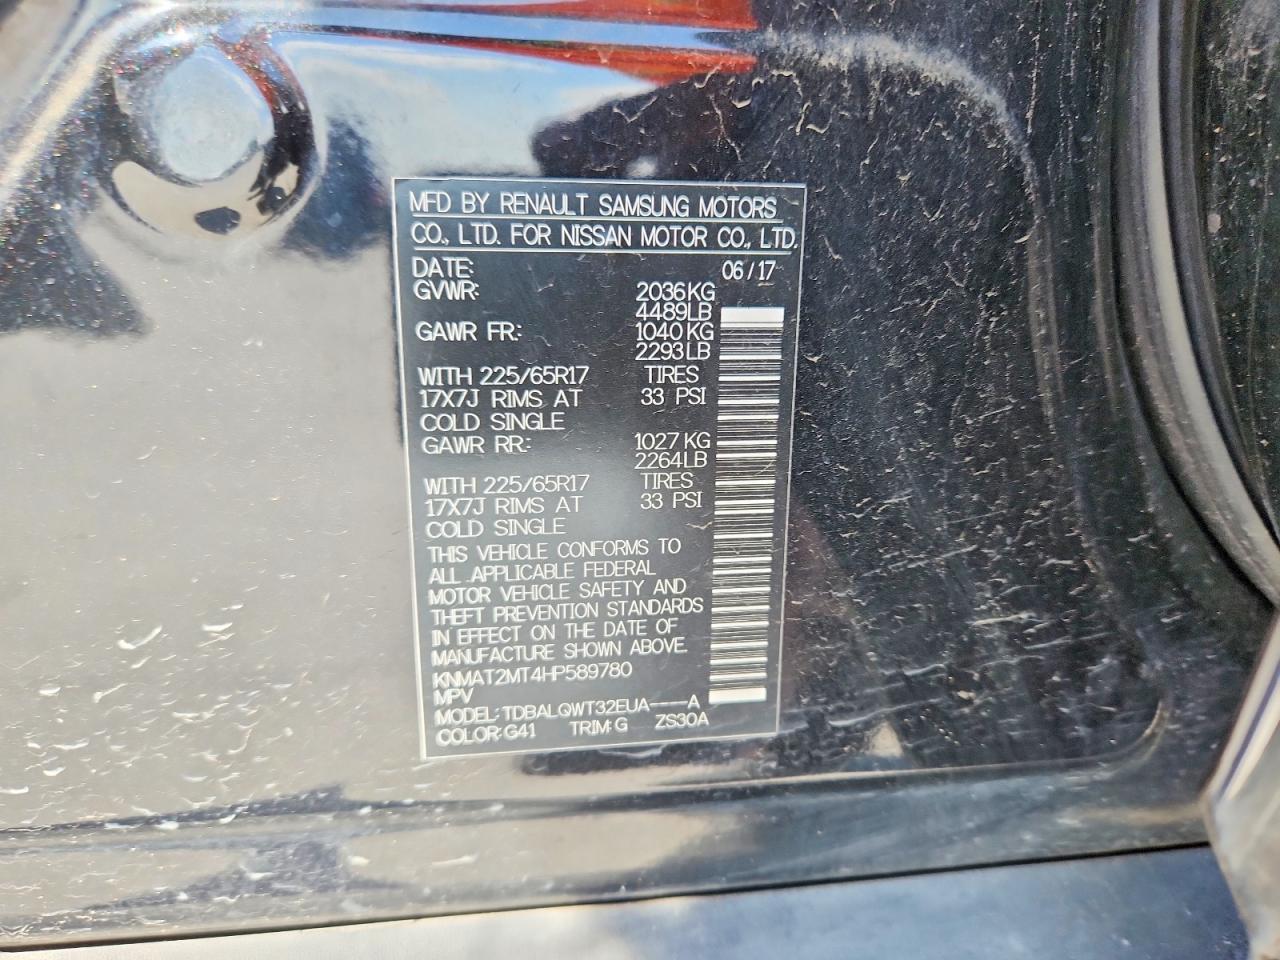 MFD BY RENAULT SAMSUNG MOTORS
CO., LTD. FOR NISSAN MOTOR CO., LTD.
DATE: 06/17
GVWR: 2036KG
4489LB
GAWR FR: 1040KG
2293LB
WITH 225/65R17 TIRES
17X7J RIMS AT 33 PSI
COLD SINGLE
GAWR RR: 1027KG
2264LB
WITH 225/65R17 TIRES
17X7J RIMS AT 33 PSI
COLD SINGLE
THIS VEHICLE CONFORMS TO
ALL APPLICABLE FEDERAL
MOTOR VEHICLE SAFETY AND
THEFT PREVENTION STANDARDS
IN EFFECT ON THE DATE OF
MANUFACTURE SHOWN ABOVE.
KNMAT2MT4HP589780
MPV
MODEL: TDBALQWT32EUA----A
COLOR: G41 TRIM: G ZS30A